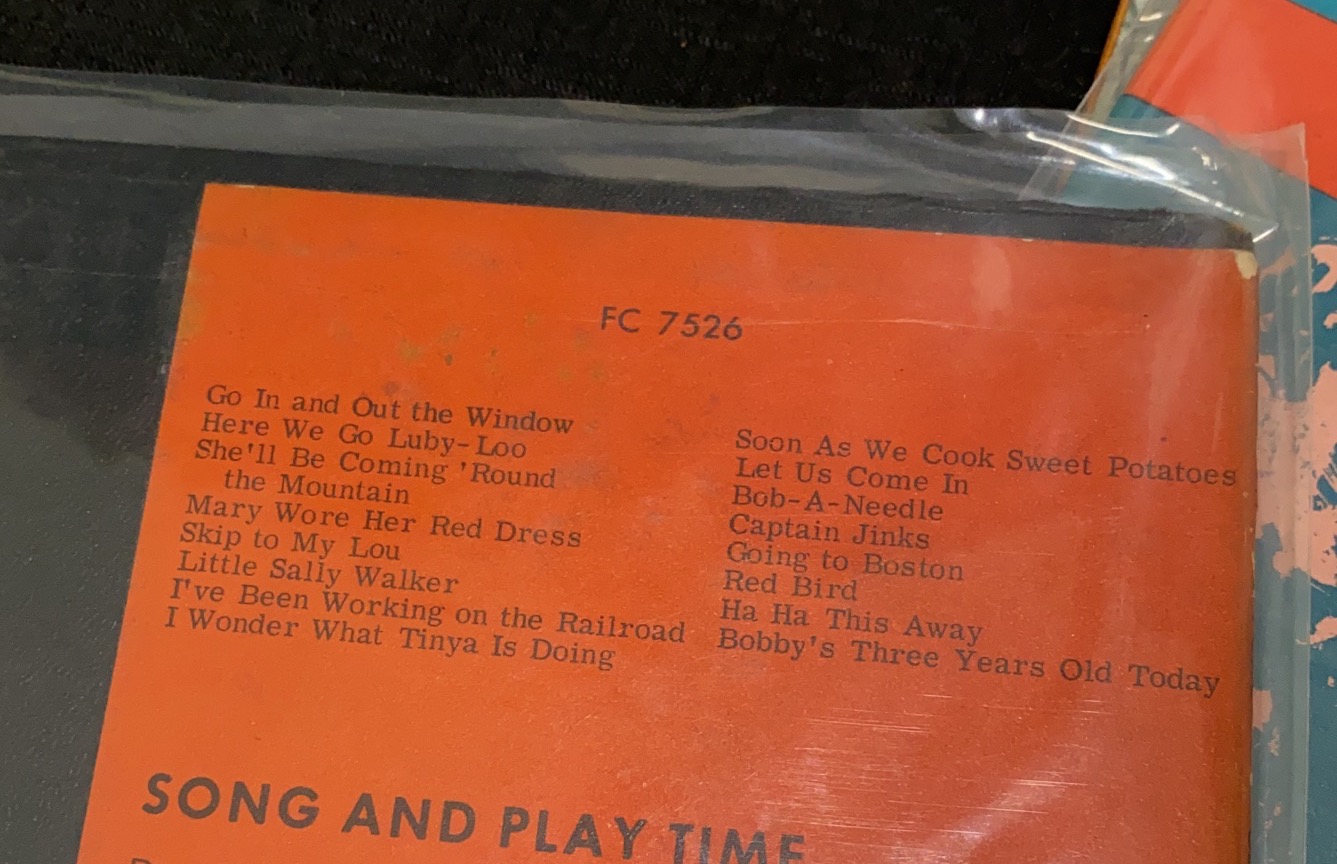 FC 7526
Go In and Out the Window
Here We Go Luby-Loo
She'll Be Coming 'Round
the Mountain
Mary Wore Her Red Dress
Skip to My Lou
Little Sally Walker
I've Been Working on the Railroad
I Wonder What Tinya Is Doing
Soon As We Cook Sweet Potatoes
Let Us Come In
Bob-A-Needle
Captain Jinks
Going to Boston
Red Bird
Ha Ha This Away
Bobby's Three Years Old Today
SONG AND PLAY TIME